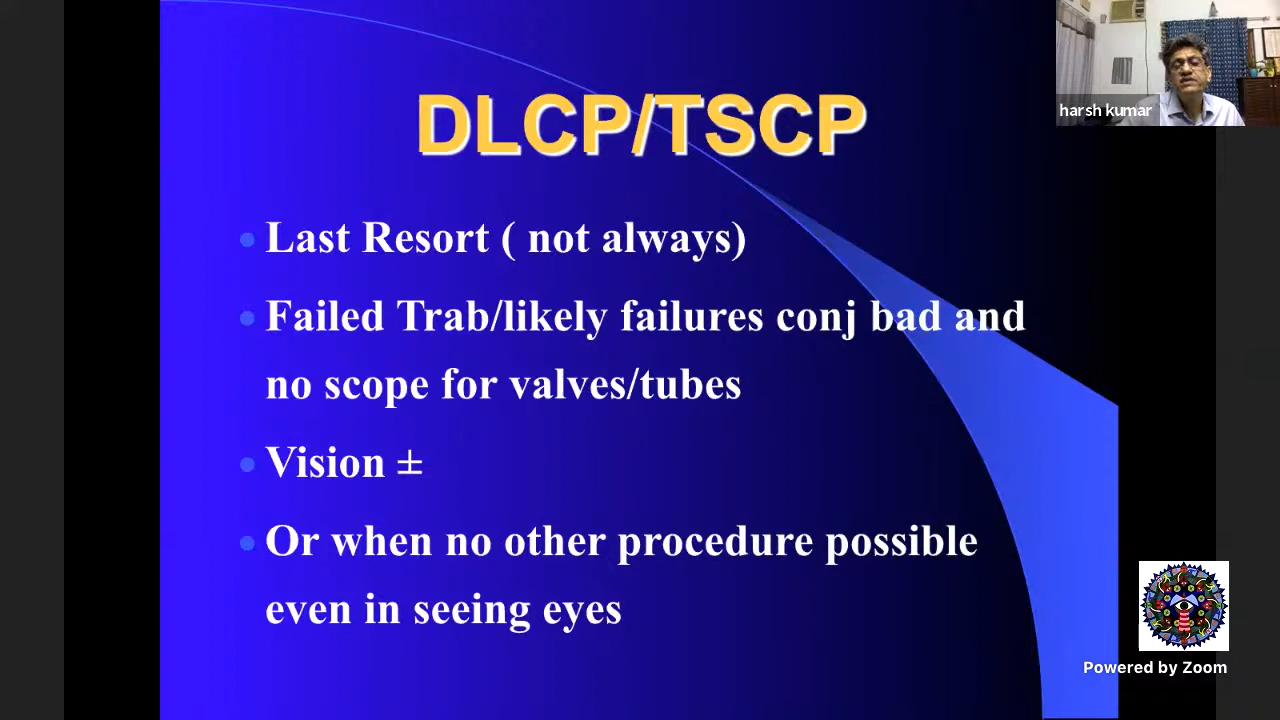 DLCP/TSCP
harsh kumar
Last Resort ( not always)
Failed Trab/likely failures conj bad and
no scope for valves/tubes
Vision ±
Or when no other procedure possible
even in seeing eyes
Powered by Zoom